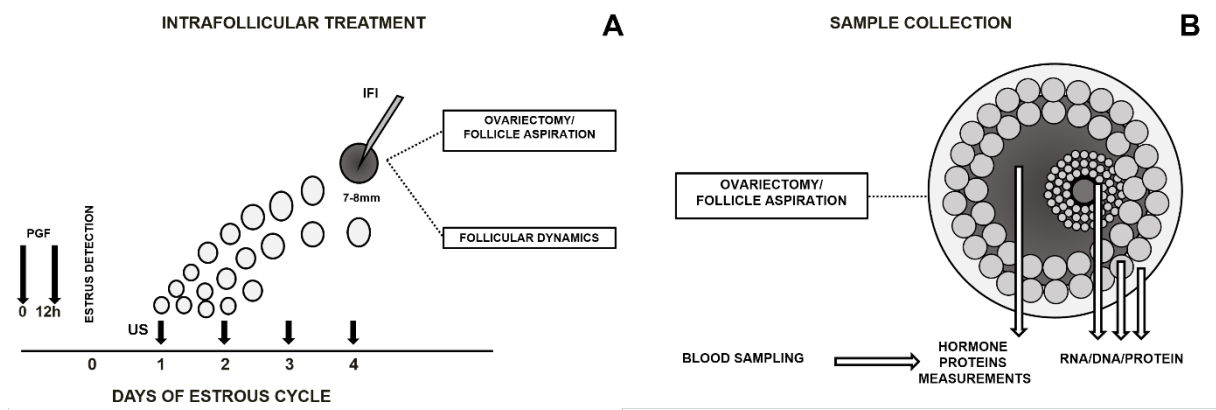 INTRAFOLLICULAR TREATMENT
A
IFI
OVARIECTOMY/
FOLLICLE ASPIRATION
7-8mm
FOLLICULAR DYNAMICS
PGF
0 12h
ESTRUS DETECTION
US
0 1 2 3 4
DAYS OF ESTROUS CYCLE
SAMPLE COLLECTION
B
OVARIECTOMY/
FOLLICLE ASPIRATION
BLOOD SAMPLING
HORMONE
PROTEINS
MEASUREMENTS
RNA/DNA/PROTEIN